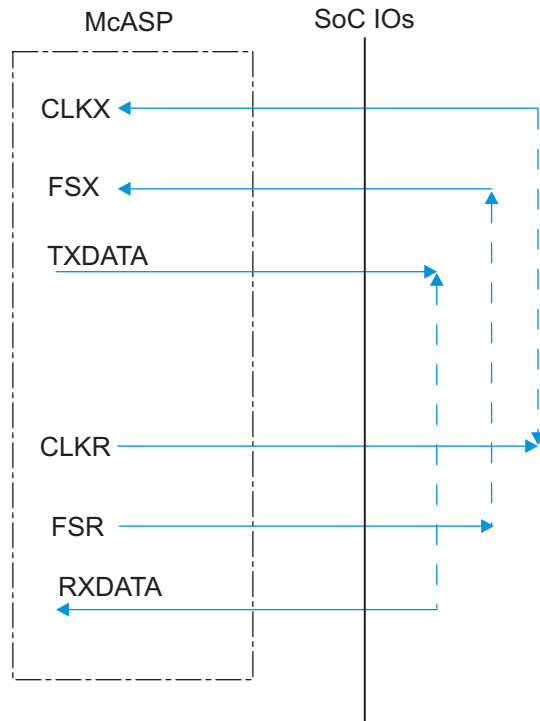 McASP
SoC IOs
CLKX
FSX
TXDATA
CLKR
FSR
RXDATA